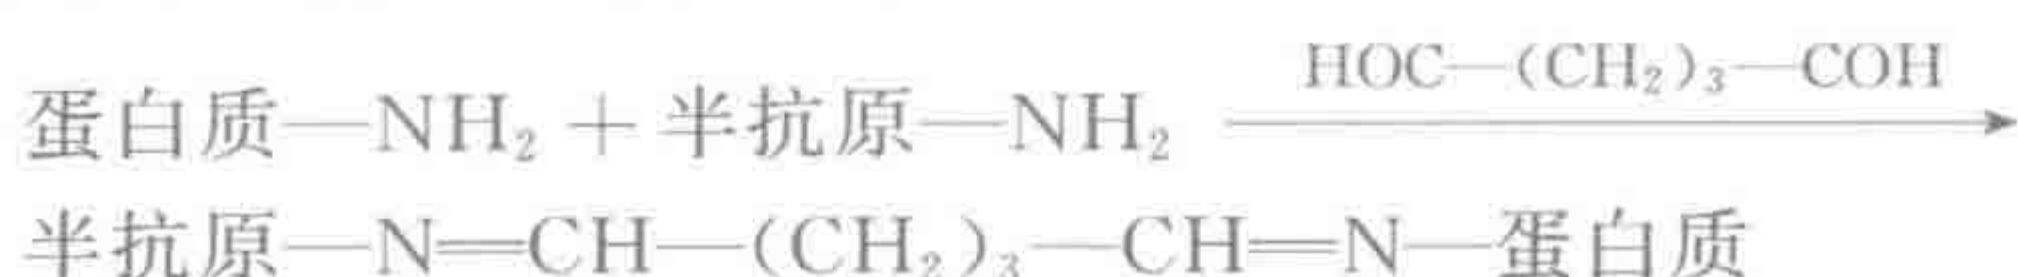 HOC—(CH₂)₃—COH
蛋白质—NH₂ + 半抗原—NH₂ ⟶
半抗原—N=CH—(CH₂)₃—CH=N—蛋白质